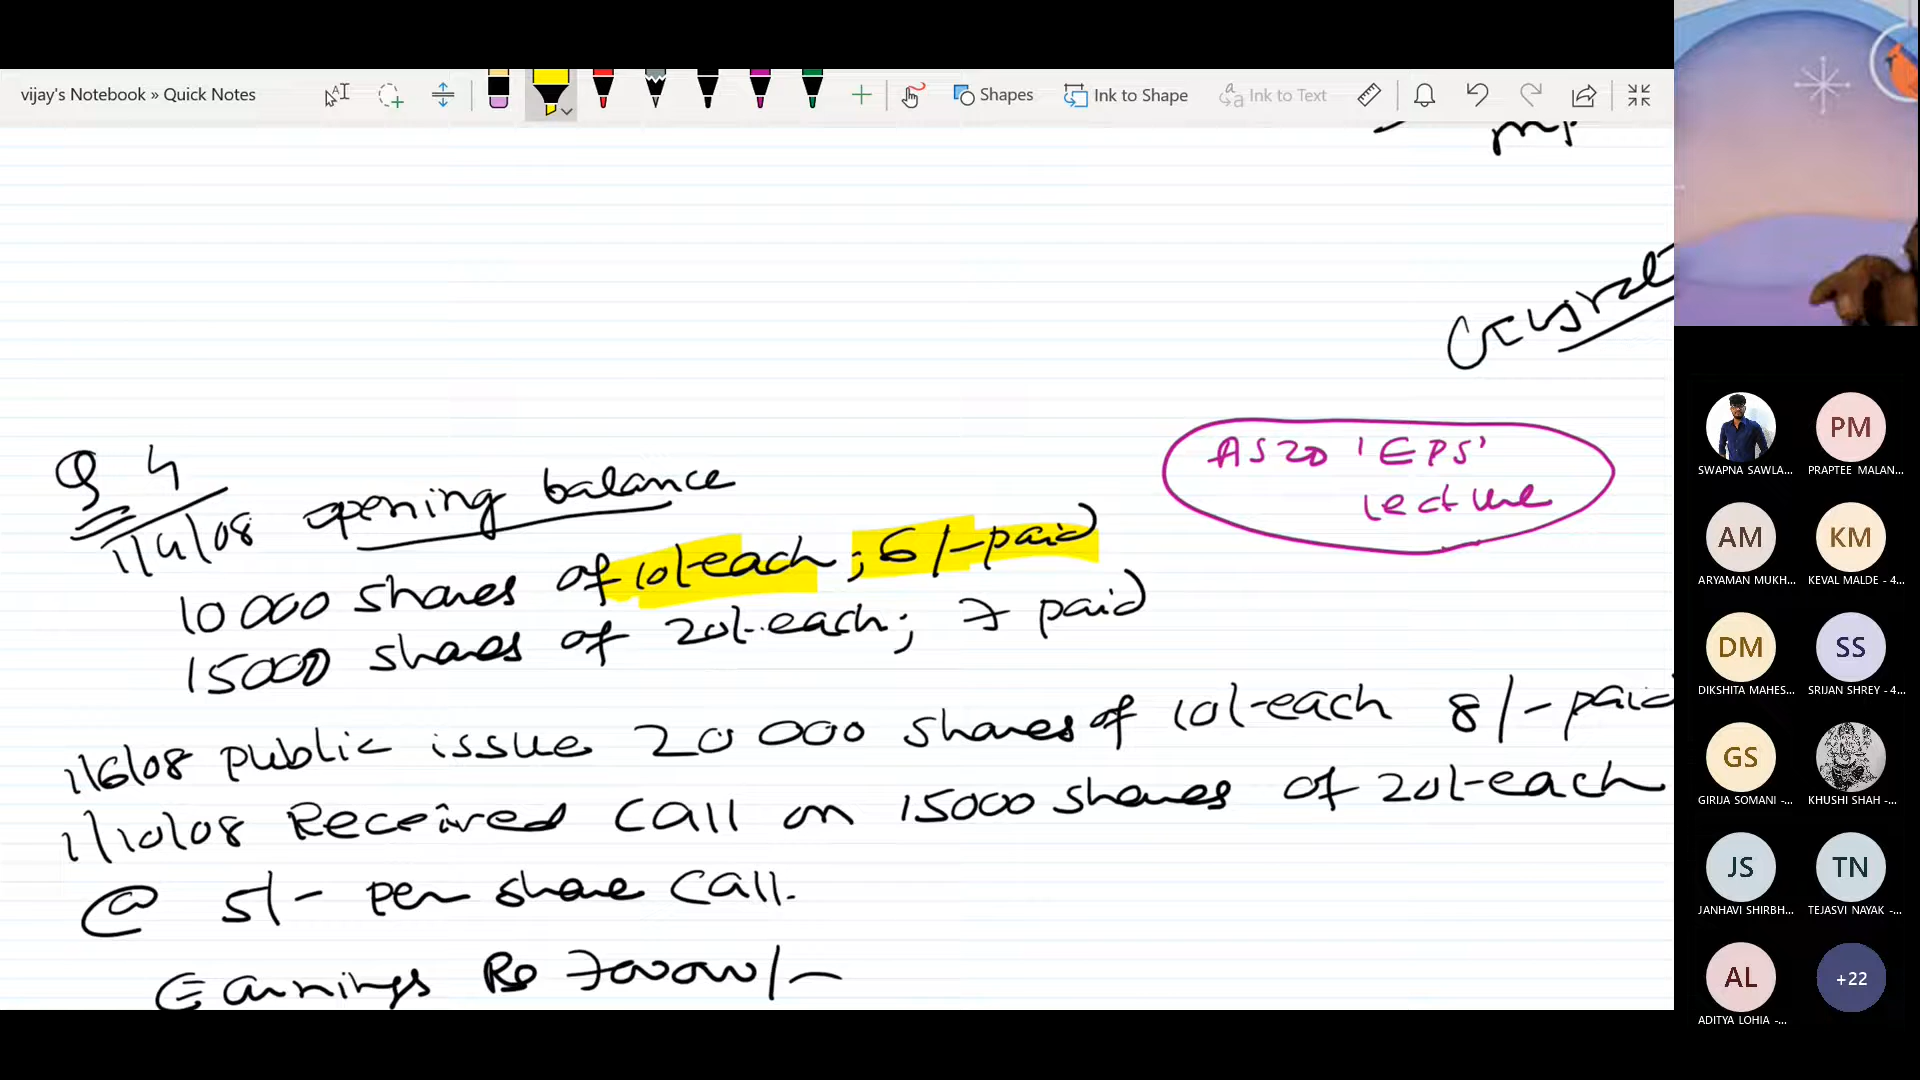 vijay's Notebook » Quick Notes
Shapes
Ink to Shape
Ink to Text
Q 4
AS20 'EPS'
lecture
1/4/08 opening balance
10000 shares of 10/-each; 6/-paid
15000 shares of 20/-each; 7 paid
1/6/08 public issue 20000 shares of 10/-each 8/-paid
1/10/08 Received call on 15000 shares of 20/-each
@ 5/- per share call.
Earnings Rs
SWAPNA SAWLA...
PM
PRAPTEE MALAN...
AM
ARYAMAN MUKH...
KM
KEVAL MALDE - 4...
DM
DIKSHITA MAHES...
SS
SRIJAN SHREY - 4...
GS
GIRIJA SOMANI -...
KHUSHI SHAH -...
JS
JANHAVI SHIRBH...
TN
TEJASVI NAYAK -...
AL
ADITYA LOHIA -...
+22